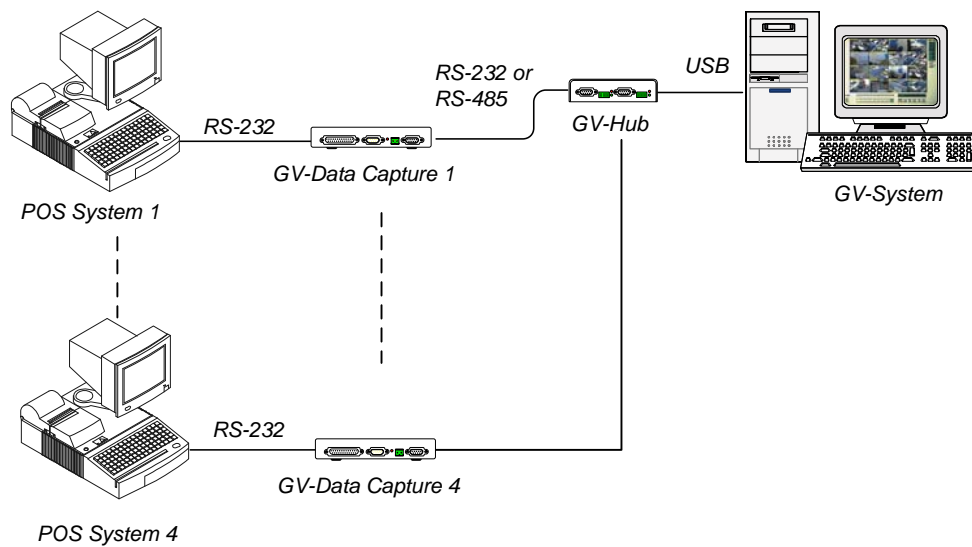 RS-232
RS-232 or
RS-485
USB
GV-Hub
GV-Data Capture 1
GV-System
POS System 1
RS-232
GV-Data Capture 4
POS System 4